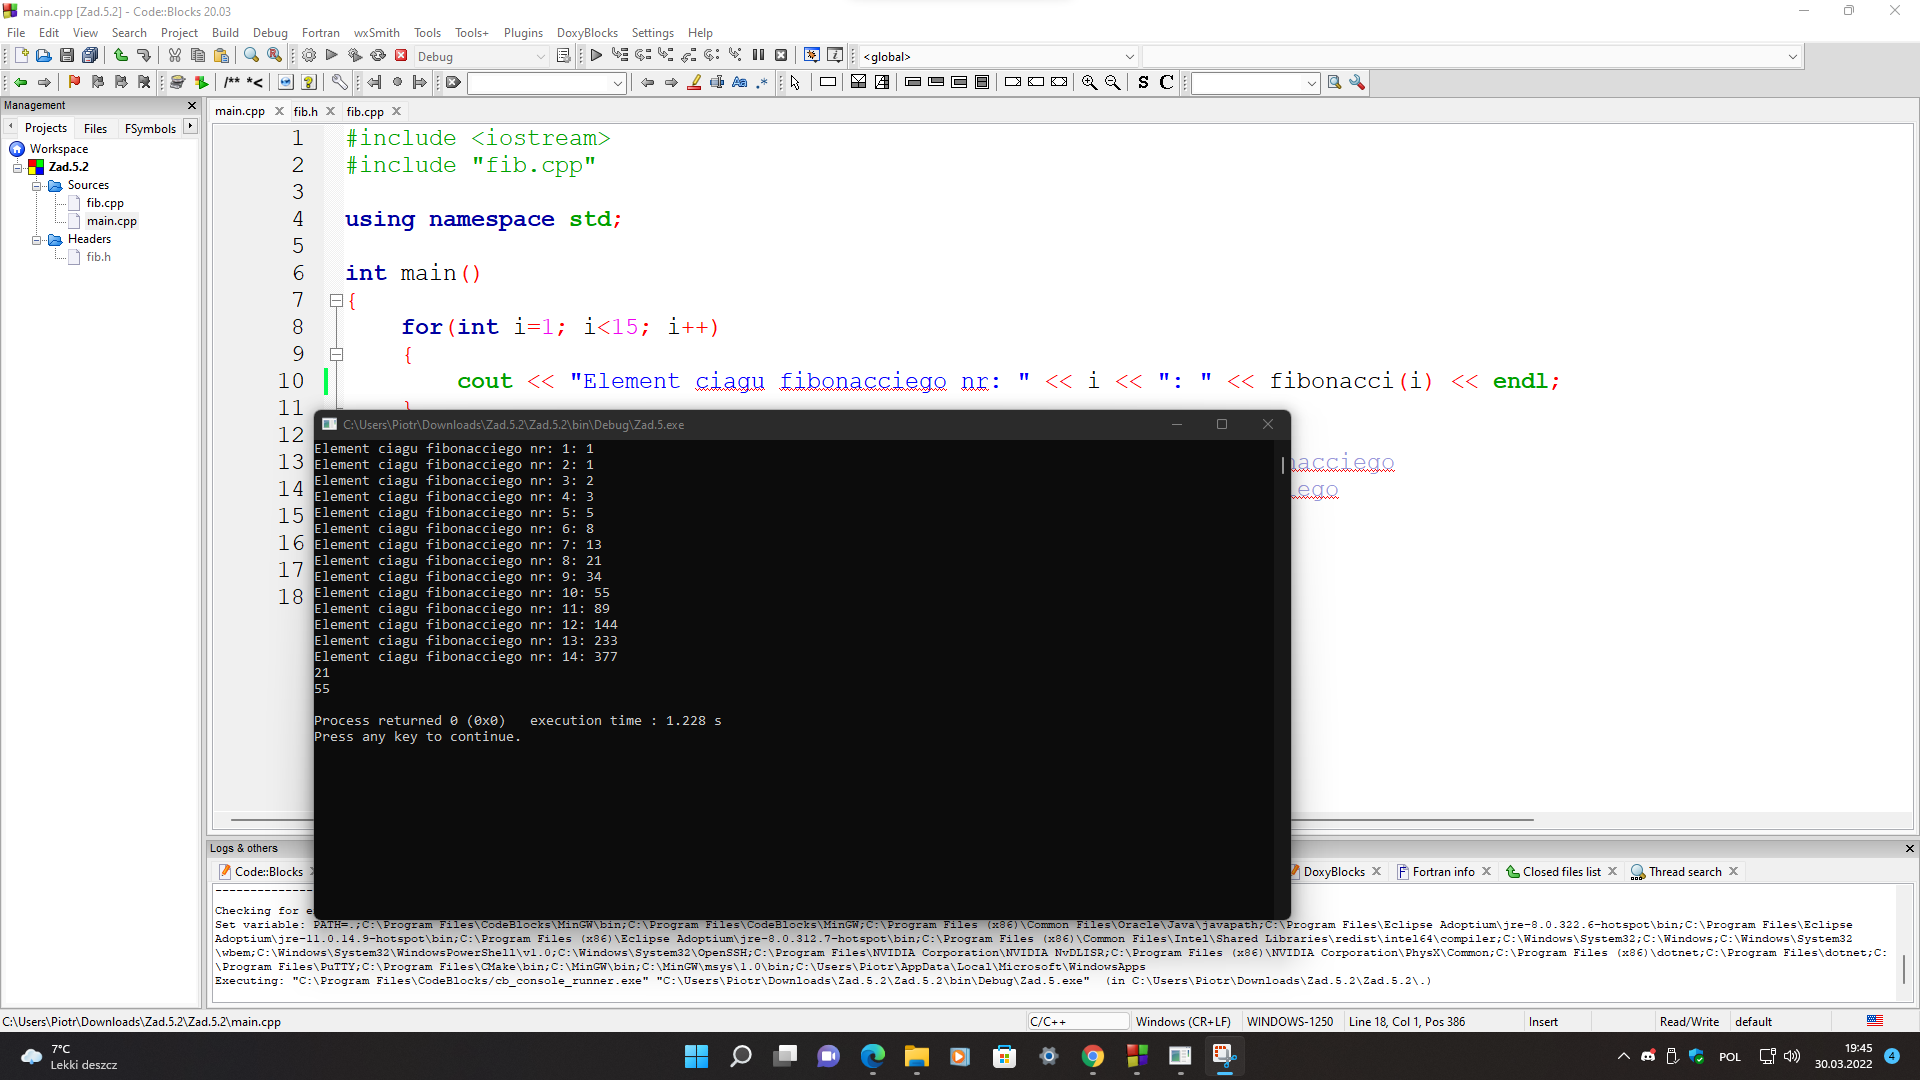 main.cpp [Zad.5.2] - Code::Blocks 20.03
File Edit View Search Project Build Debug Fortran wxSmith Tools Tools+ Plugins DoxyBlocks Settings Help
Debug
<global>
/** *<
Aa .*
S C
Management
Projects Files FSymbols
Workspace
Zad.5.2
Sources
fib.cpp
main.cpp
Headers
fib.h
main.cpp fib.h fib.cpp
1 #include <iostream>
2 #include "fib.cpp"
3
4 using namespace std;
5
6 int main()
7 {
8 for(int i=1; i<15; i++)
9 {
10 cout << "Element ciagu fibonacciego nr: " << i << ": " << fibonacci(i) << endl;
11 }
12
13 nacciego
14 iego
15
16
17
18
C:\Users\Piotr\Downloads\Zad.5.2\Zad.5.2\bin\Debug\Zad.5.exe
Element ciagu fibonacciego nr: 1: 1
Element ciagu fibonacciego nr: 2: 1
Element ciagu fibonacciego nr: 3: 2
Element ciagu fibonacciego nr: 4: 3
Element ciagu fibonacciego nr: 5: 5
Element ciagu fibonacciego nr: 6: 8
Element ciagu fibonacciego nr: 7: 13
Element ciagu fibonacciego nr: 8: 21
Element ciagu fibonacciego nr: 9: 34
Element ciagu fibonacciego nr: 10: 55
Element ciagu fibonacciego nr: 11: 89
Element ciagu fibonacciego nr: 12: 144
Element ciagu fibonacciego nr: 13: 233
Element ciagu fibonacciego nr: 14: 377
21
55
Process returned 0 (0x0) execution time : 1.228 s
Press any key to continue.
Logs & others
Code::Blocks DoxyBlocks Fortran info Closed files list Thread search
--------------
Checking for e
Set variable: PATH=.;C:\Program Files\CodeBlocks\MinGW\bin;C:\Program Files\CodeBlocks\MinGW;C:\Program Files (x86)\Common Files\Oracle\Java\javapath;C:\Program Files\Eclipse Adoptium\jre-8.0.322.6-hotspot\bin;C:\Program Files\Eclipse
Adoptium\jre-11.0.14.9-hotspot\bin;C:\Program Files (x86)\Eclipse Adoptium\jre-8.0.312.7-hotspot\bin;C:\Program Files (x86)\Common Files\Intel\Shared Libraries\redist\intel64\compiler;C:\Windows\System32;C:\Windows;C:\Windows\System32
\wbem;C:\Windows\System32\WindowsPowerShell\v1.0;C:\Windows\System32\OpenSSH;C:\Program Files\NVIDIA Corporation\NVIDIA NvDLISR;C:\Program Files (x86)\NVIDIA Corporation\PhysX\Common;C:\Program Files (x86)\dotnet;C:\Program Files\dotnet;C:
\Program Files\PuTTY;C:\Program Files\CMake\bin;C:\MinGW\bin;C:\MinGW\msys\1.0\bin;C:\Users\Piotr\AppData\Local\Microsoft\WindowsApps
Executing: "C:\Program Files\CodeBlocks/cb_console_runner.exe" "C:\Users\Piotr\Downloads\Zad.5.2\Zad.5.2\bin\Debug\Zad.5.exe" (in C:\Users\Piotr\Downloads\Zad.5.2\Zad.5.2\.)
C:\Users\Piotr\Downloads\Zad.5.2\Zad.5.2\main.cpp C/C++ Windows (CR+LF) WINDOWS-1250 Line 18, Col 1, Pos 386 Insert Read/Write default
7°C
Lekki deszcz
POL
19:45
30.03.2022
4